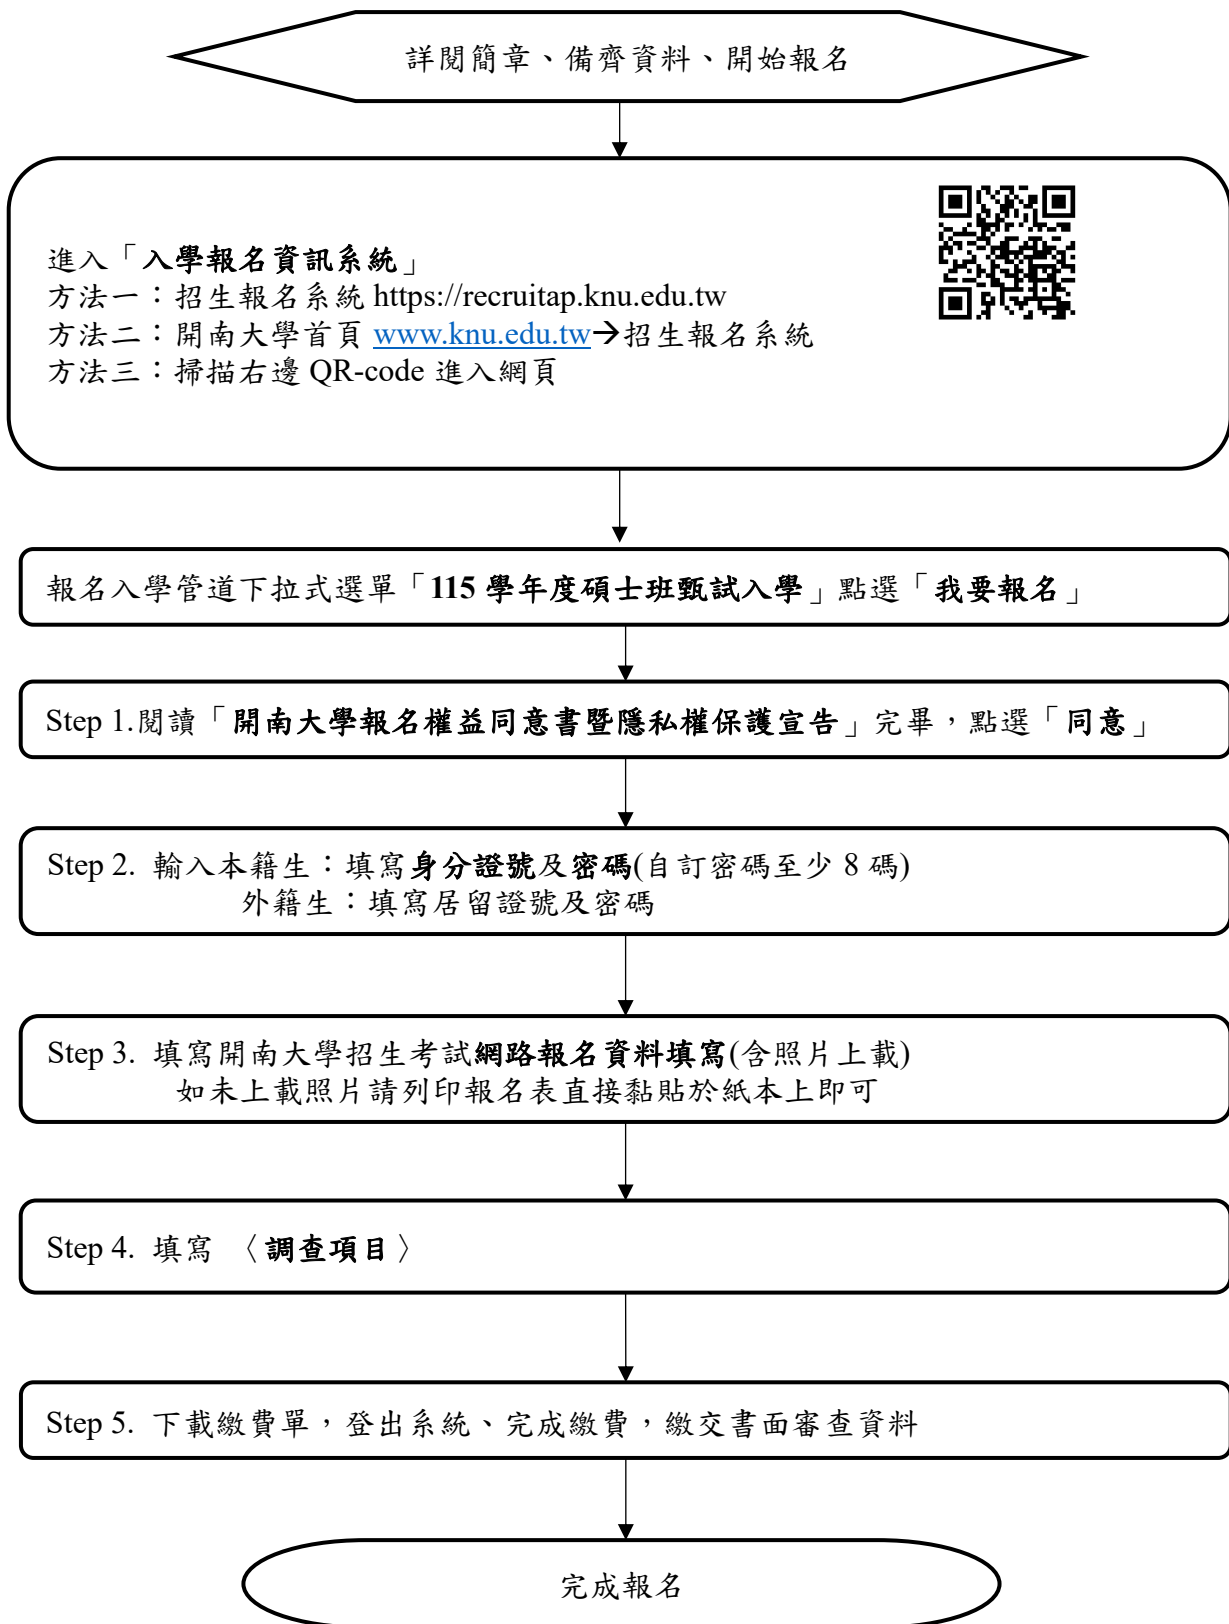 詳閱簡章、備齊資料、開始報名
進入「入學報名資訊系統」
方法一：招生報名系統 https://recruitap.knu.edu.tw
方法二：開南大學首頁 www.knu.edu.tw→招生報名系統
方法三：掃描右邊 QR-code 進入網頁
報名入學管道下拉式選單「115 學年度碩士班甄試入學」點選「我要報名」
Step 1.閱讀「開南大學報名權益同意書暨隱私權保護宣告」完畢，點選「同意」
Step 2. 輸入本籍生：填寫身分證號及密碼(自訂密碼至少 8 碼)
外籍生：填寫居留證號及密碼
Step 3. 填寫開南大學招生考試網路報名資料填寫(含照片上載)
如未上載照片請列印報名表直接黏貼於紙本上即可
Step 4. 填寫 〈調查項目〉
Step 5. 下載繳費單，登出系統、完成繳費，繳交書面審查資料
完成報名